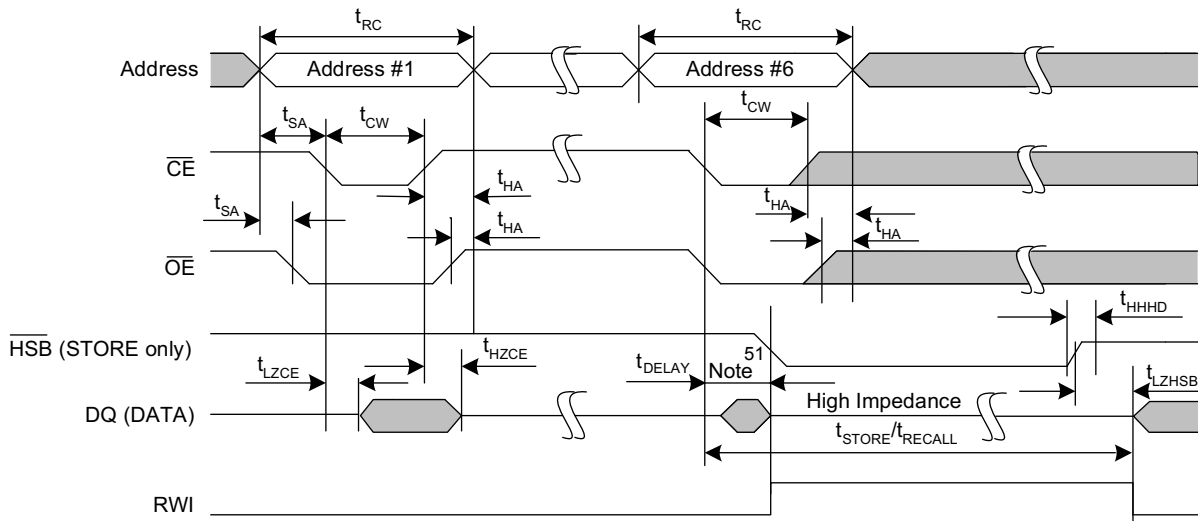 tRC
tRC
Address
Address #1
Address #6
tSA
tCW
tCW
CE
tHA
tSA
tHA
tHA
tHA
OE
tHHHD
HSB (STORE only)
tLZCE
tHZCE
tDELAY
Note 51
tLZHSB
DQ (DATA)
High Impedance
tSTORE/tRECALL
RWI